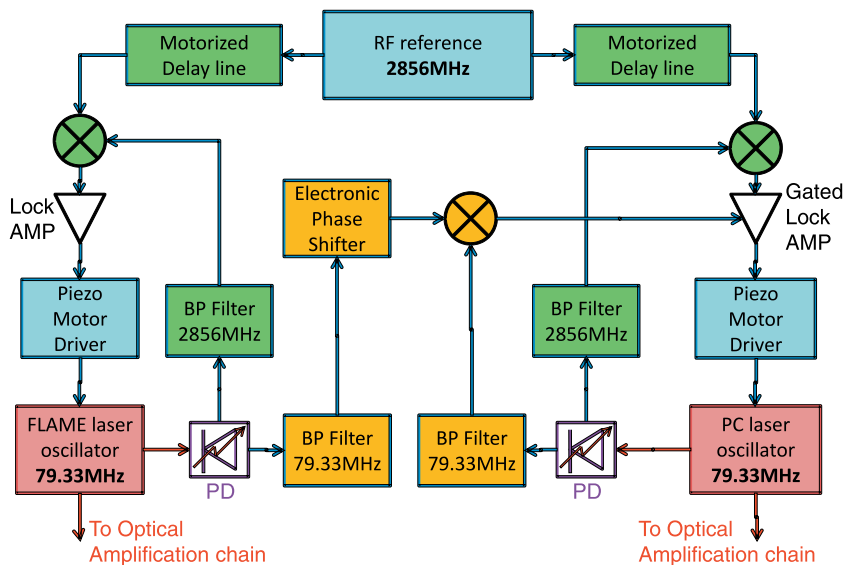 Motorized
Delay line
RF reference
2856MHz
Motorized
Delay line
Lock
AMP
Electronic
Phase
Shifter
Gated
Lock
AMP
Piezo
Motor
Driver
BP Filter
2856MHz
BP Filter
2856MHz
Piezo
Motor
Driver
FLAME laser
oscillator
79.33MHz
PD
BP Filter
79.33MHz
BP Filter
79.33MHz
PD
PC laser
oscillator
79.33MHz
To Optical
Amplification chain
To Optical
Amplification chain